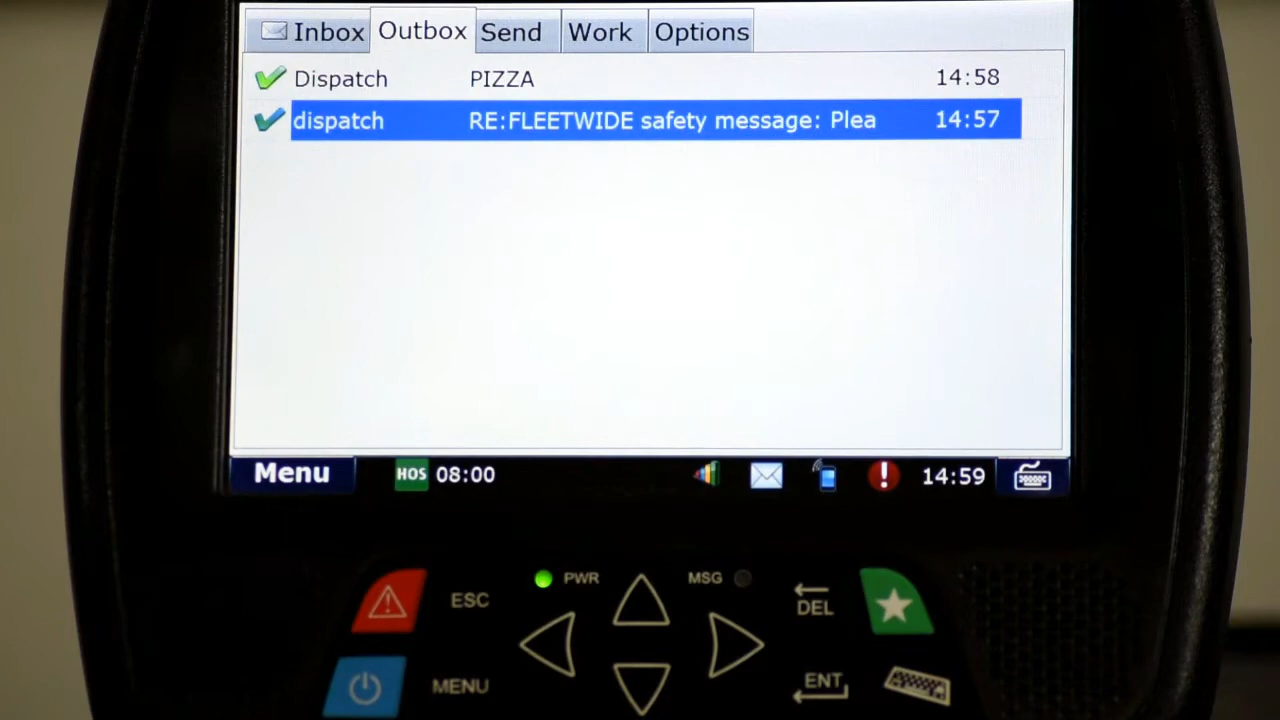 Inbox Outbox Send Work Options
Dispatch PIZZA 14:58
dispatch RE:FLEETWIDE safety message: Plea 14:57
Menu HOS 08:00 14:59
ESC PWR MSG DEL
MENU ENT